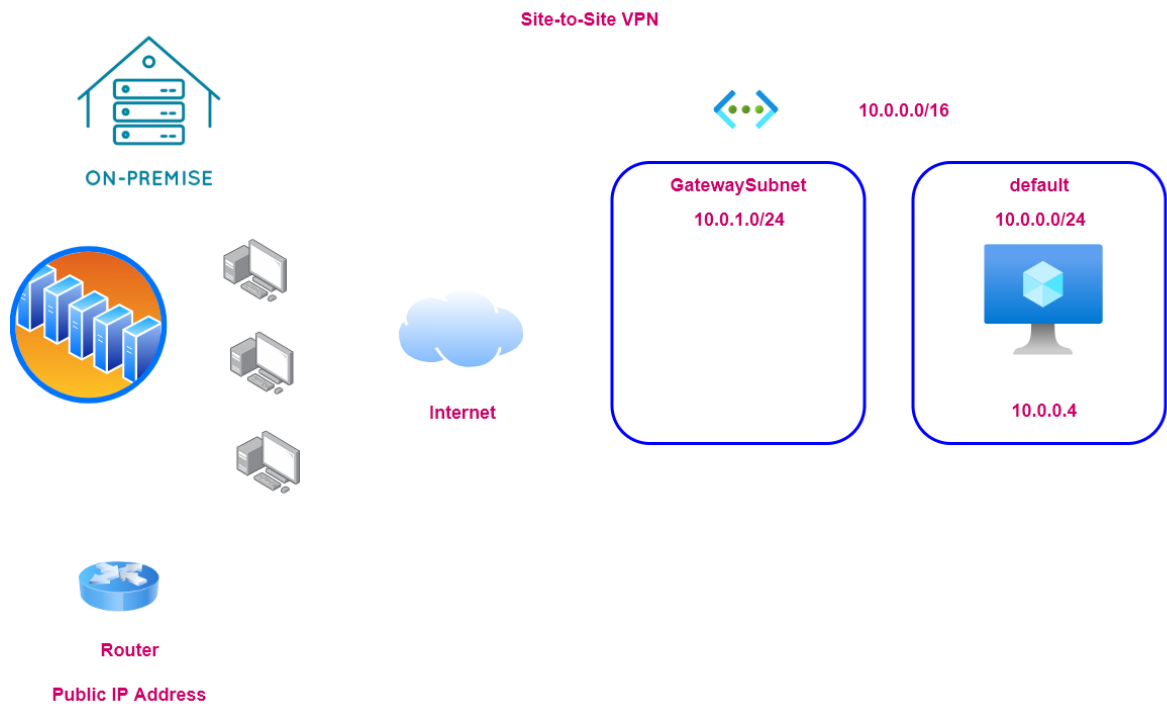 Site-to-Site VPN
ON-PREMISE
10.0.0.0/16
GatewaySubnet
10.0.1.0/24
default
10.0.0.0/24
10.0.0.4
Internet
Router
Public IP Address